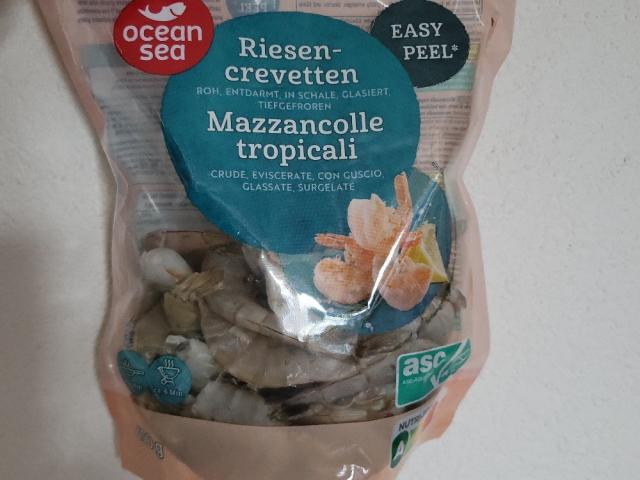 ocean
sea
EASY
PEEL*
Riesen-
crevetten
ROH, ENTDARMT, IN SCHALE, GLASIERT,
TIEFGEFROREN
Mazzancolle
tropicali
CRUDE, EVISCERATE, CON GUSCIO,
GLASSATE, SURGELATE
asc
A